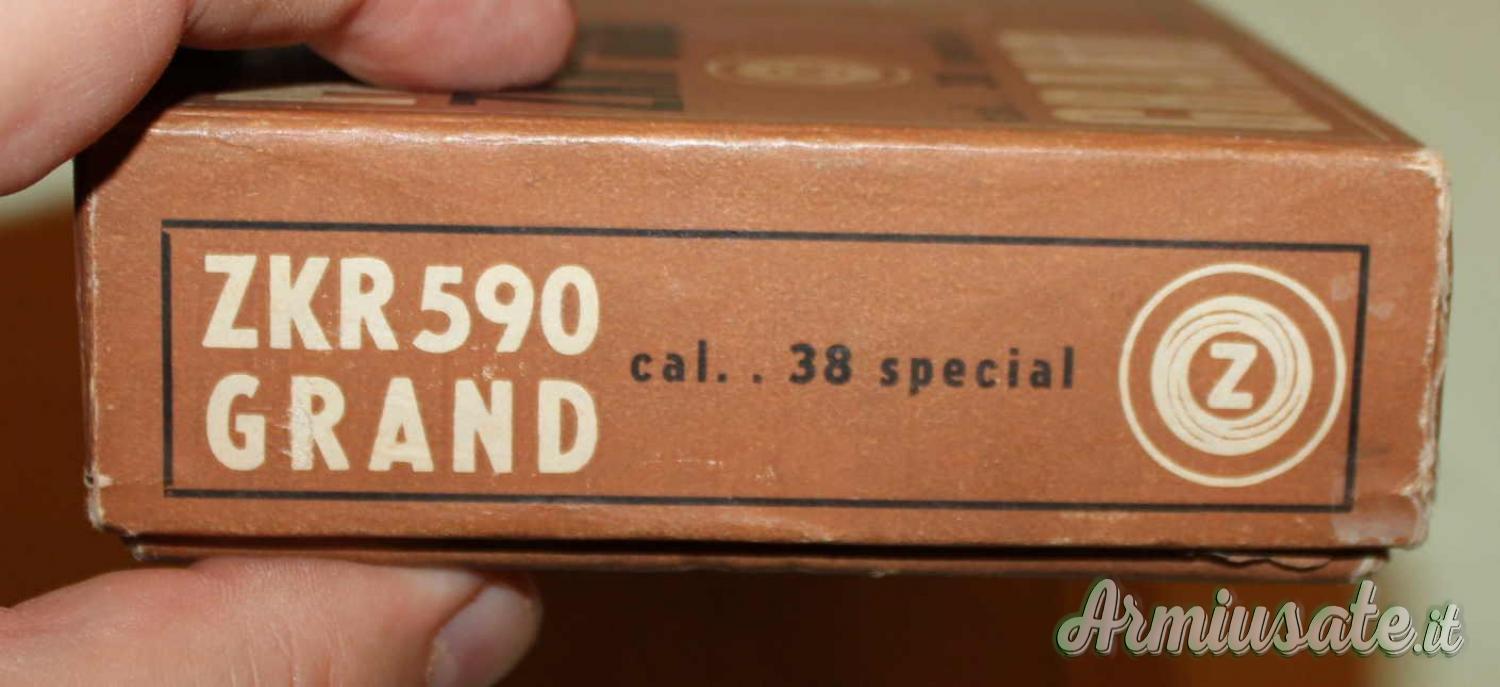 ZKR 590
GRAND
cal. . 38 special
Z
Armiusate.it